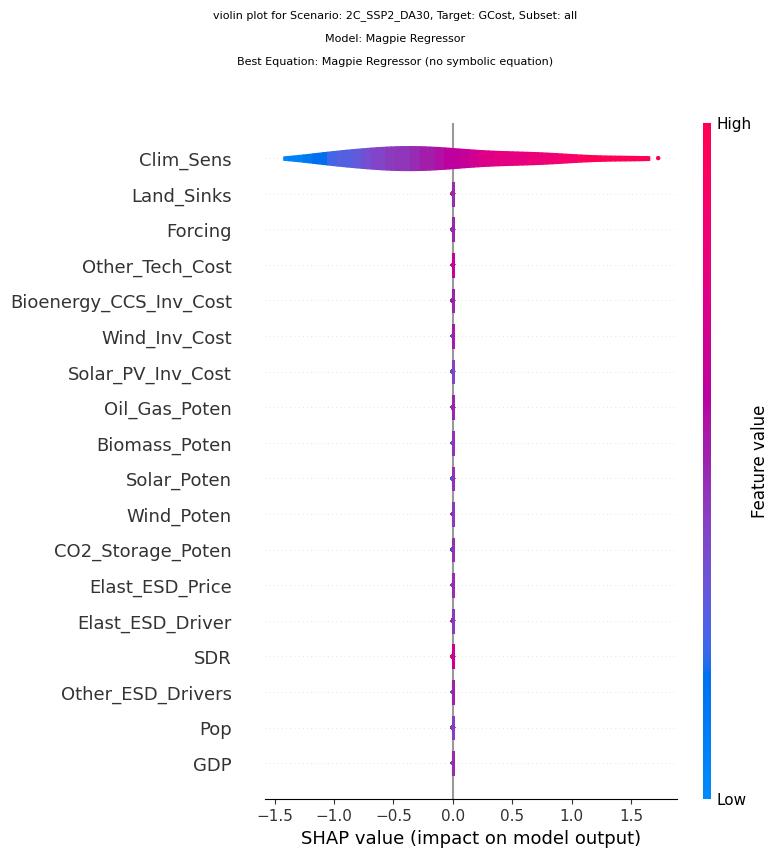 violin plot for Scenario: 2C_SSP2_DA30, Target: GCost, Subset: all
Model: Magpie Regressor
Best Equation: Magpie Regressor (no symbolic equation)
High
Clim_Sens
Land_Sinks
Forcing
Other_Tech_Cost
Bioenergy_CCS_Inv_Cost
Wind_Inv_Cost
Solar_PV_Inv_Cost
Oil_Gas_Poten
Biomass_Poten
Solar_Poten
Wind_Poten
CO2_Storage_Poten
Elast_ESD_Price
Elast_ESD_Driver
SDR
Other_ESD_Drivers
Pop
GDP
Feature value
Low
−1.5 −1.0 −0.5 0.0 0.5 1.0 1.5
SHAP value (impact on model output)